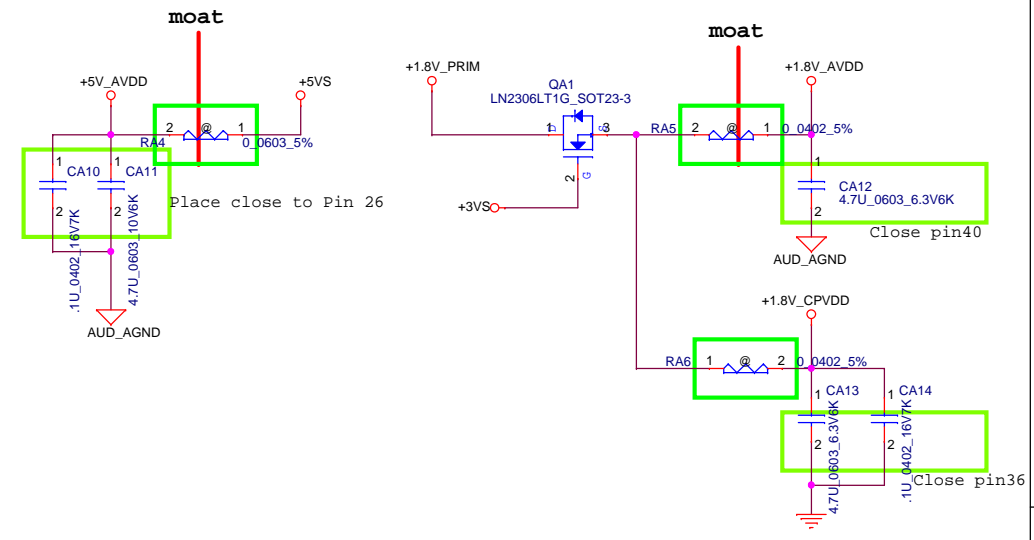 moat
moat
+5V_AVDD
+5VS
2
@
1
RA4
0_0603_5%
1
CA10
1
CA11
2
2
Place close to Pin 26
.1U_0402_16V7K
4.7U_0603_10V6K
AUD_AGND
+1.8V_PRIM
QA1
LN2306LT1G_SOT23-3
1
D
S
3
2
G
+3VS
RA5
2
@
1
0_0402_5%
+1.8V_AVDD
1
CA12
4.7U_0603_6.3V6K
2
Close pin40
AUD_AGND
+1.8V_CPVDD
RA6
1
@
2
0_0402_5%
1
CA13
1
CA14
2
2
4.7U_0603_6.3V6K
.1U_0402_16V7K
Close pin36